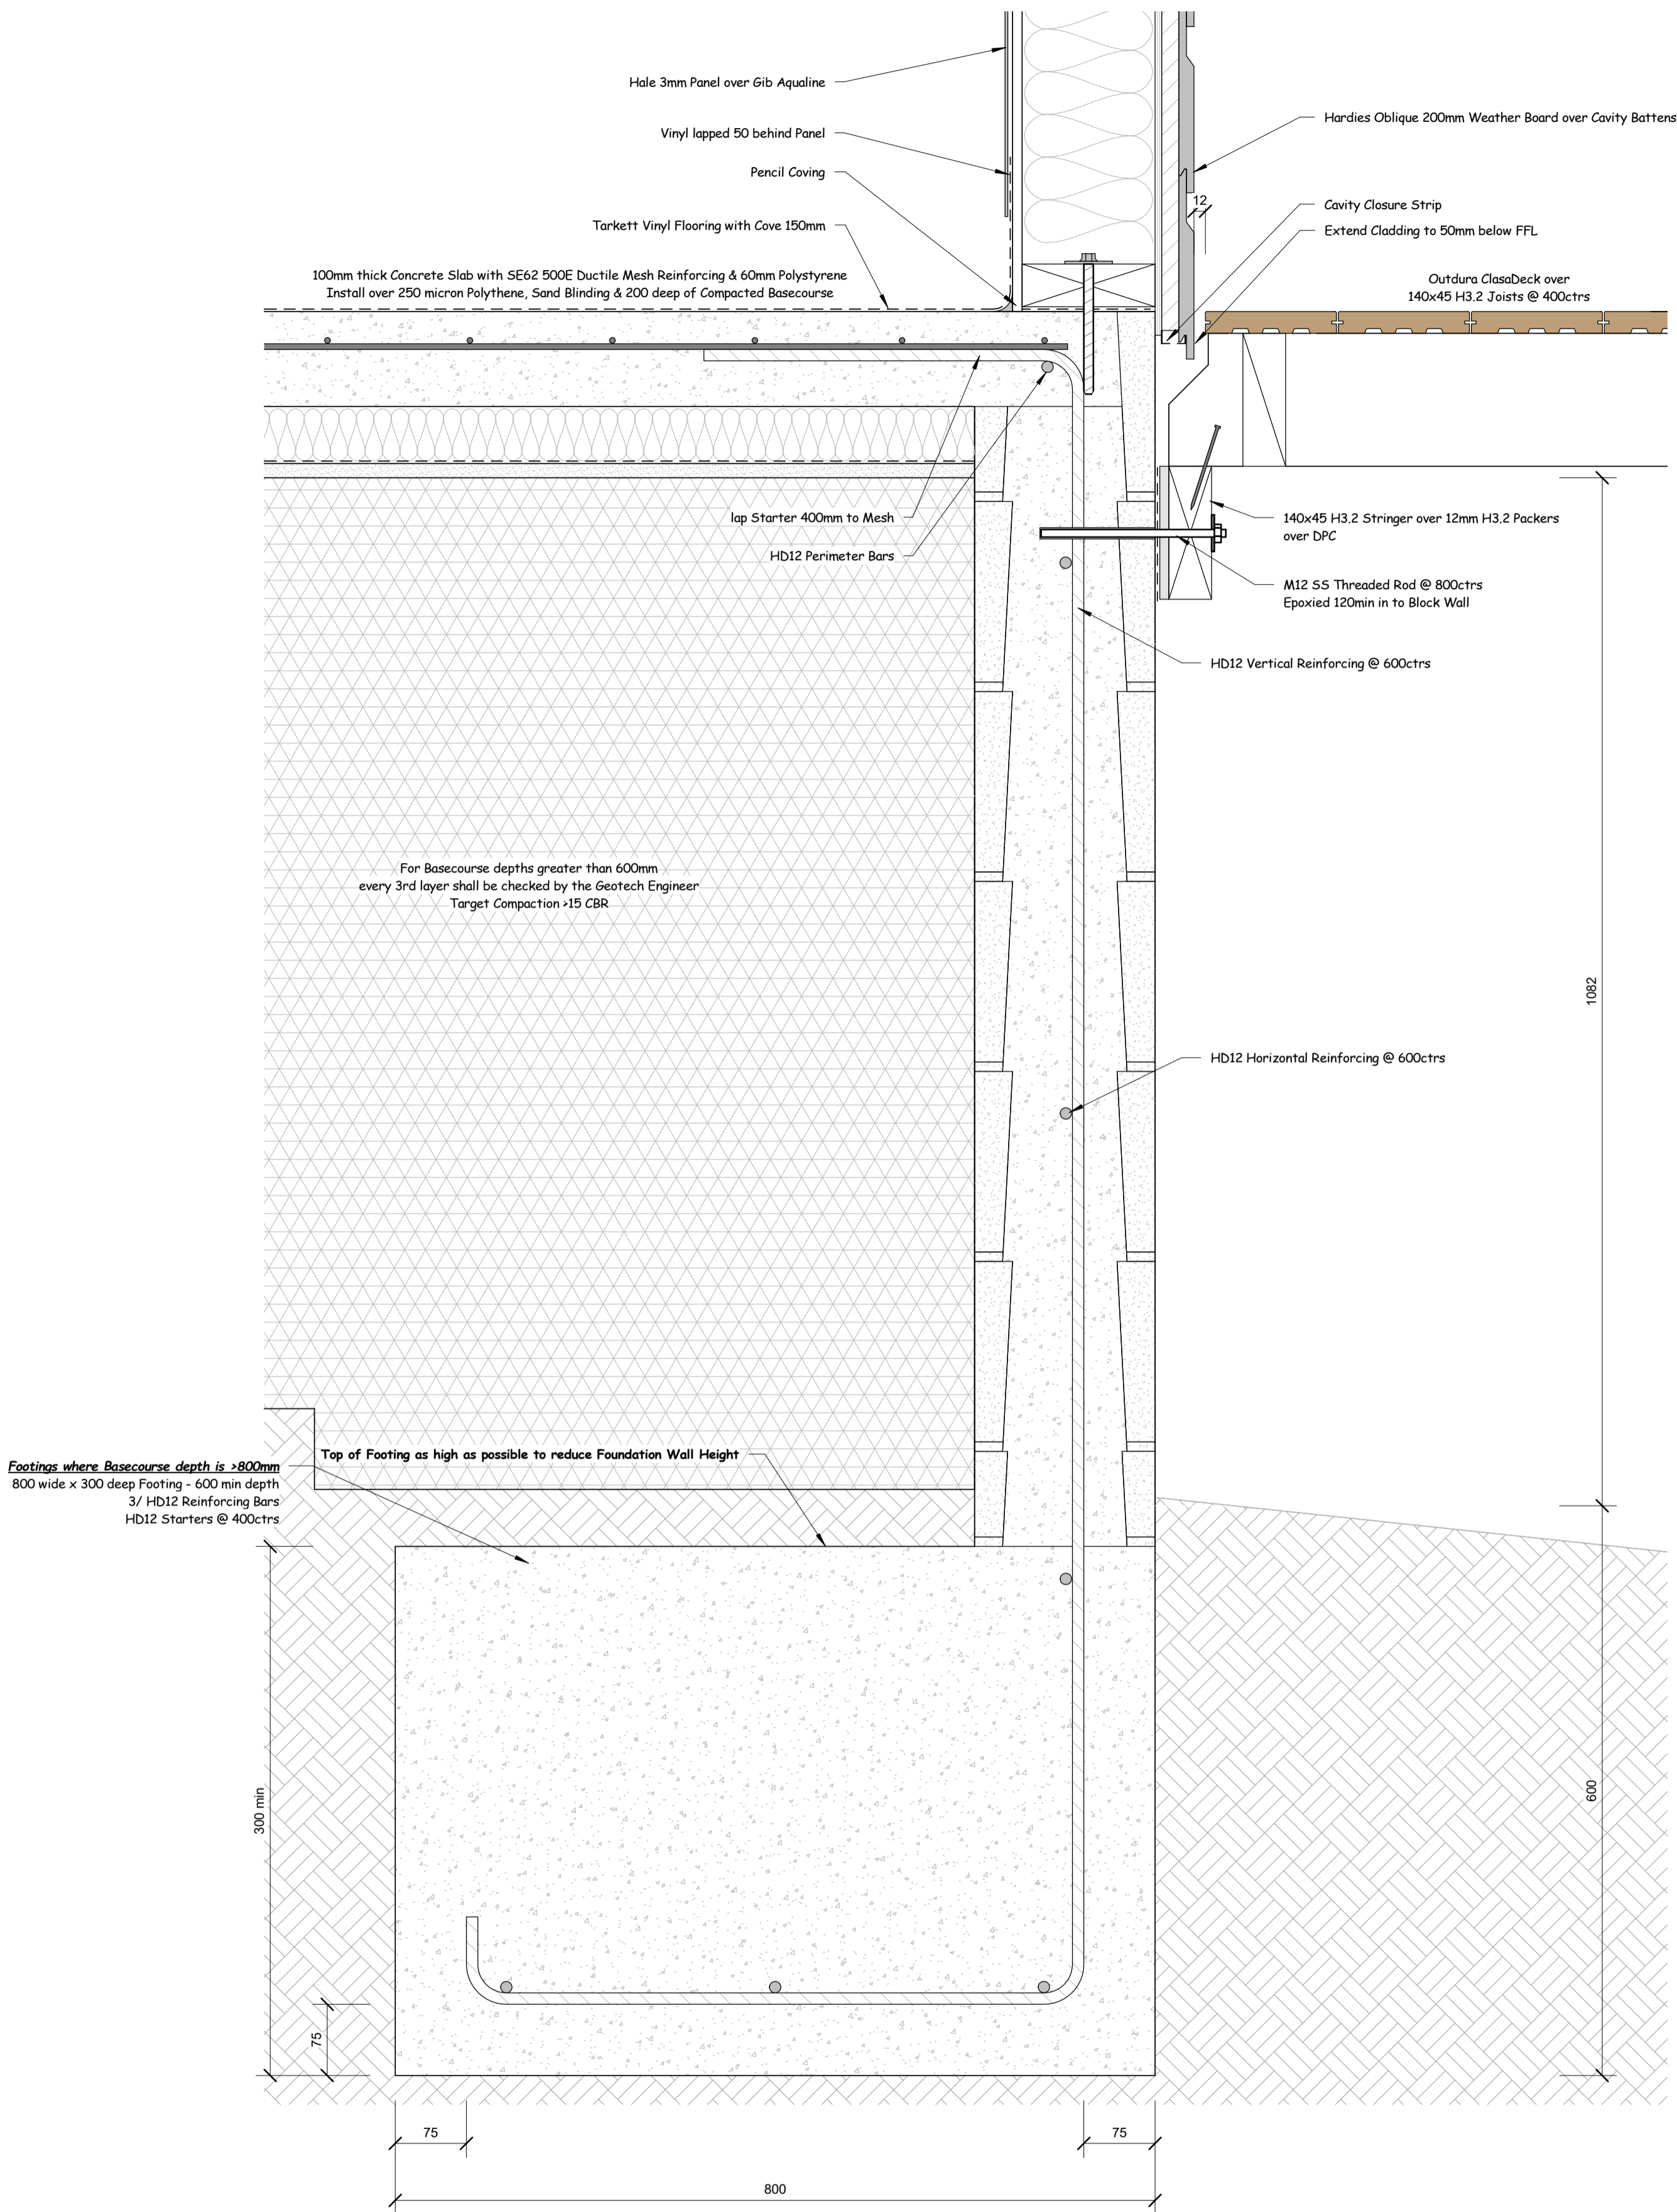 Hale 3mm Panel over Gib Aqualine
Hardies Oblique 200mm Weather Board over Cavity Battens
Vinyl lapped 50 behind Panel
Pencil Coving
12
Cavity Closure Strip
Tarkett Vinyl Flooring with Cove 150mm
Extend Cladding to 50mm below FFL
100mm thick Concrete Slab with SE62 500E Ductile Mesh Reinforcing & 60mm Polystyrene
Install over 250 micron Polythene, Sand Blinding & 200 deep of Compacted Basecourse
Outdura ClasaDeck over
140x45 H3.2 Joists @ 400ctrs
lap Starter 400mm to Mesh
HD12 Perimeter Bars
140x45 H3.2 Stringer over 12mm H3.2 Packers
over DPC
M12 SS Threaded Rod @ 800ctrs
Epoxied 120min in to Block Wall
HD12 Vertical Reinforcing @ 600ctrs
For Basecourse depths greater than 600mm
every 3rd layer shall be checked by the Geotech Engineer
Target Compaction >15 CBR
1082
HD12 Horizontal Reinforcing @ 600ctrs
Top of Footing as high as possible to reduce Foundation Wall Height
Footings where Basecourse depth is >800mm
800 wide x 300 deep Footing - 600 min depth
3/ HD12 Reinforcing Bars
HD12 Starters @ 400ctrs
300 min
600
75
75
75
800